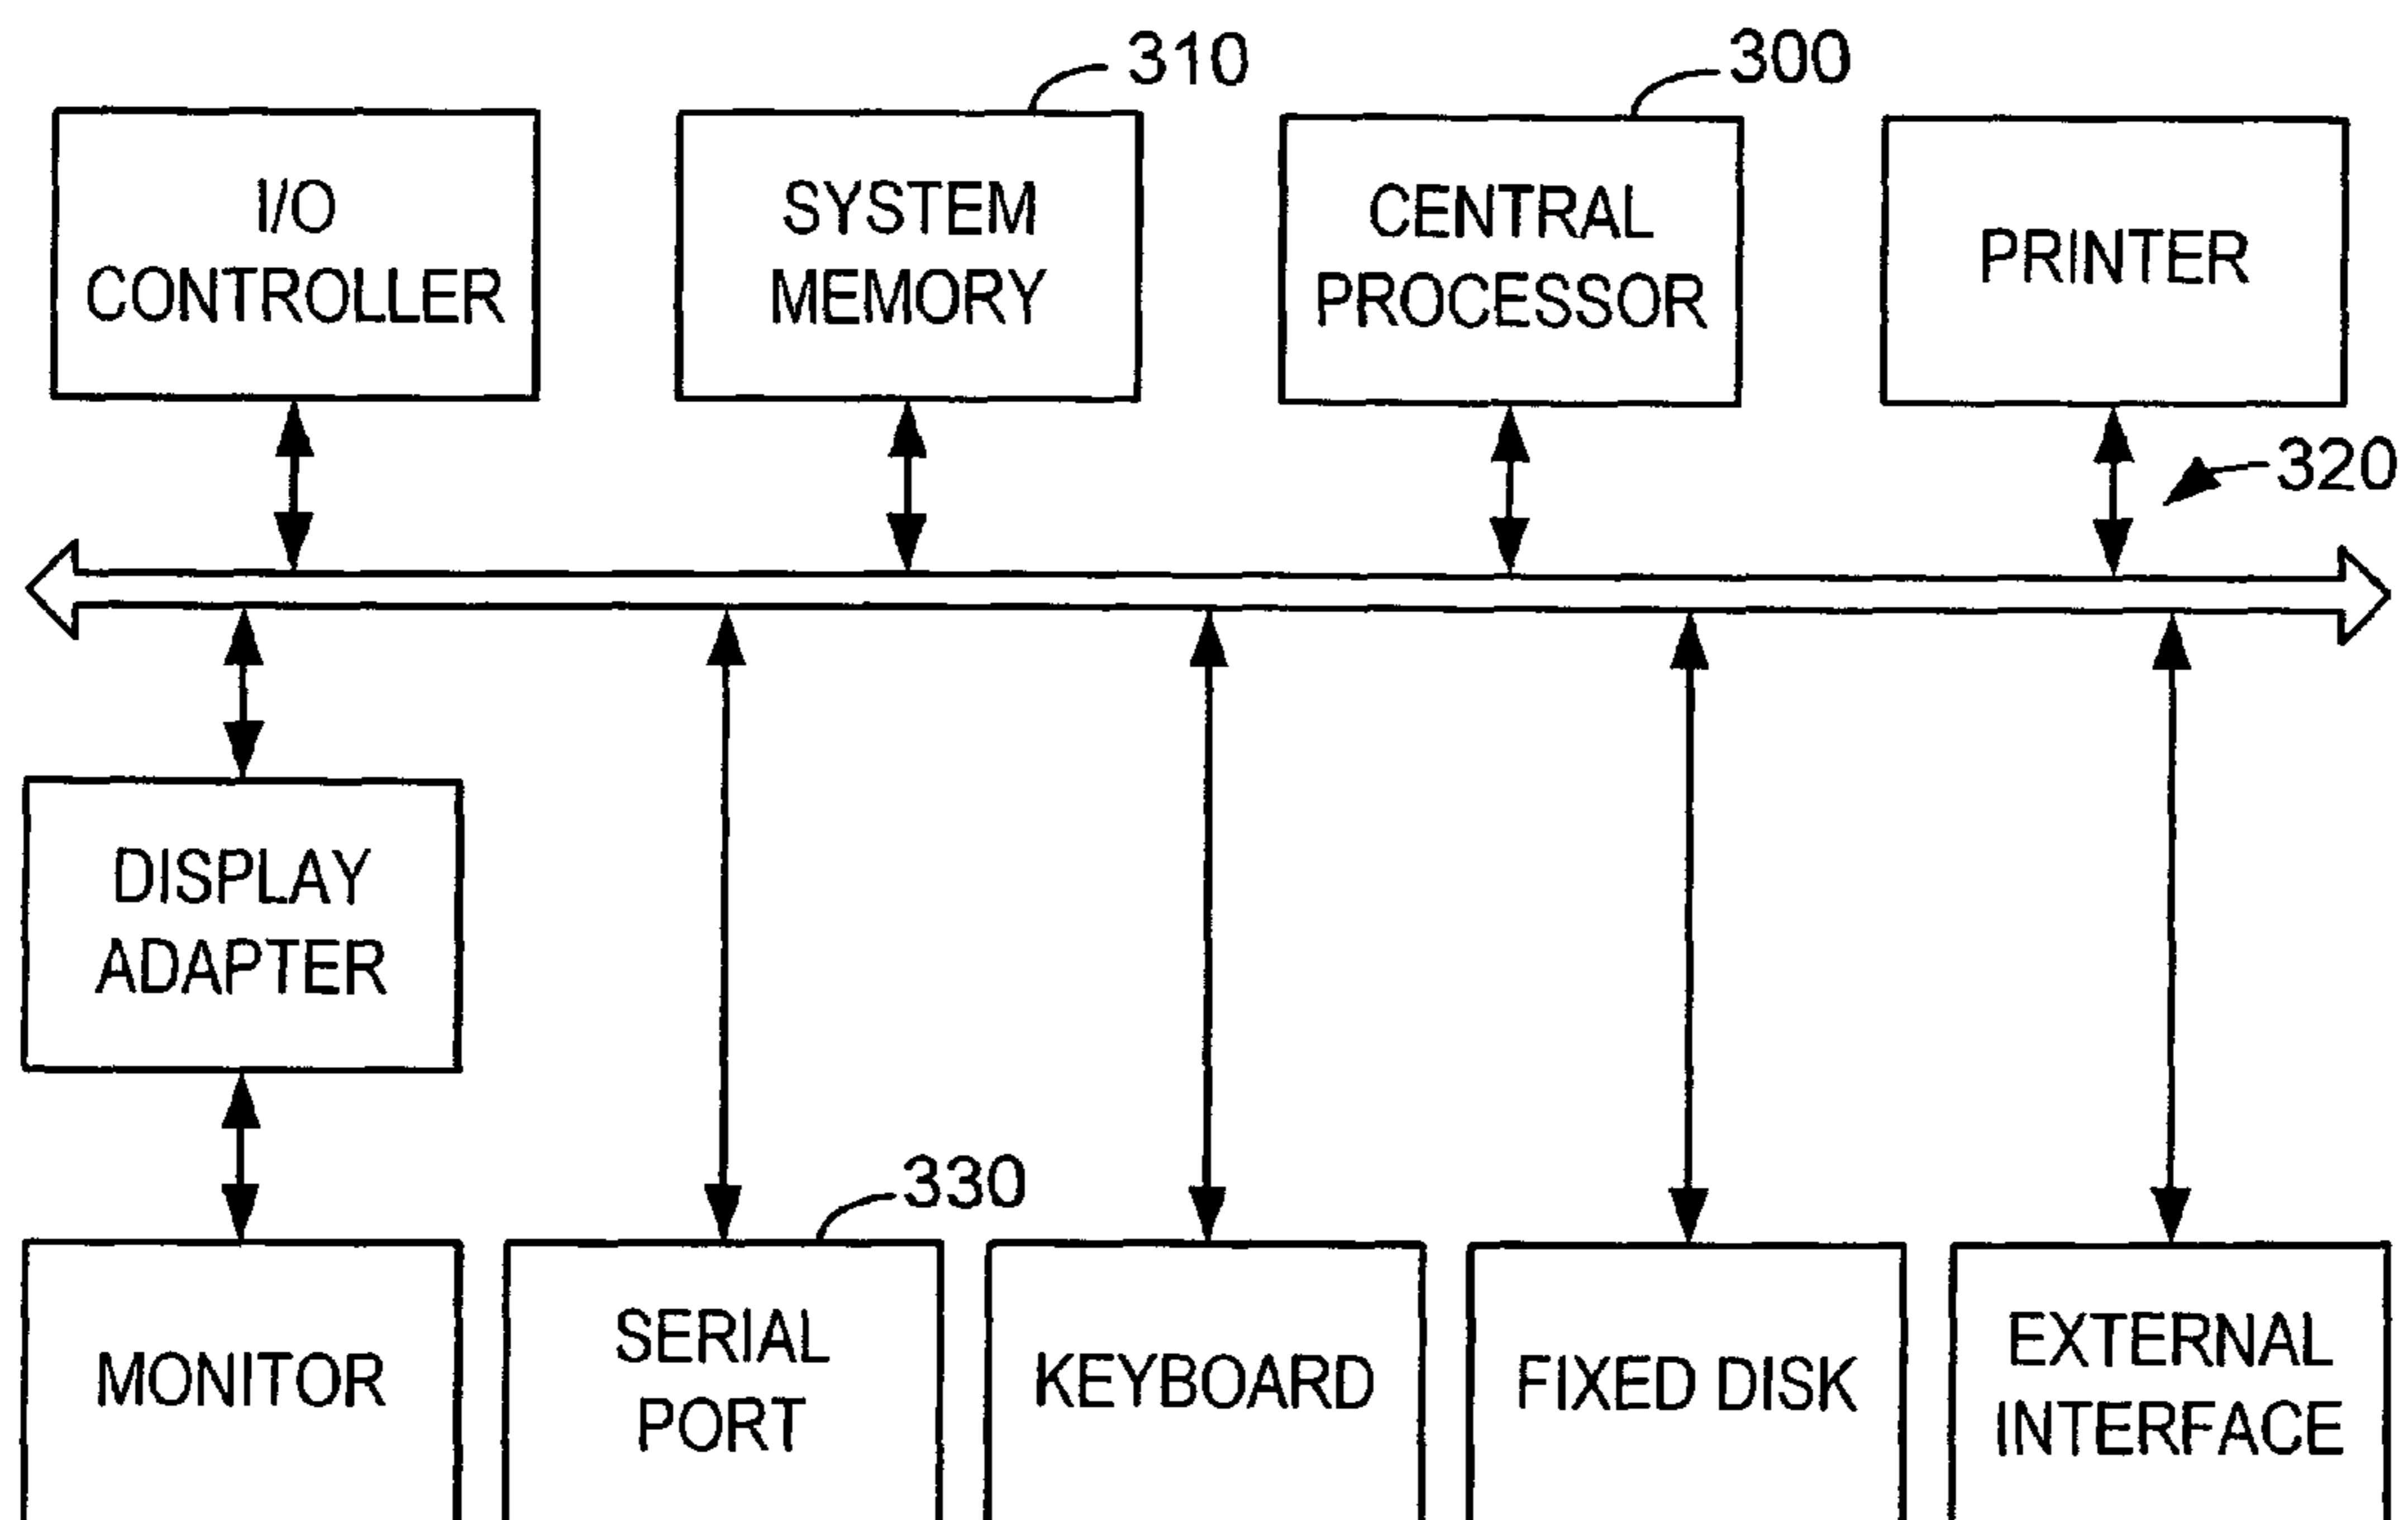 310
300
I/O
CONTROLLER
SYSTEM
MEMORY
CENTRAL
PROCESSOR
PRINTER
320
DISPLAY
ADAPTER
330
MONITOR
SERIAL
PORT
KEYBOARD
FIXED DISK
EXTERNAL
INTERFACE